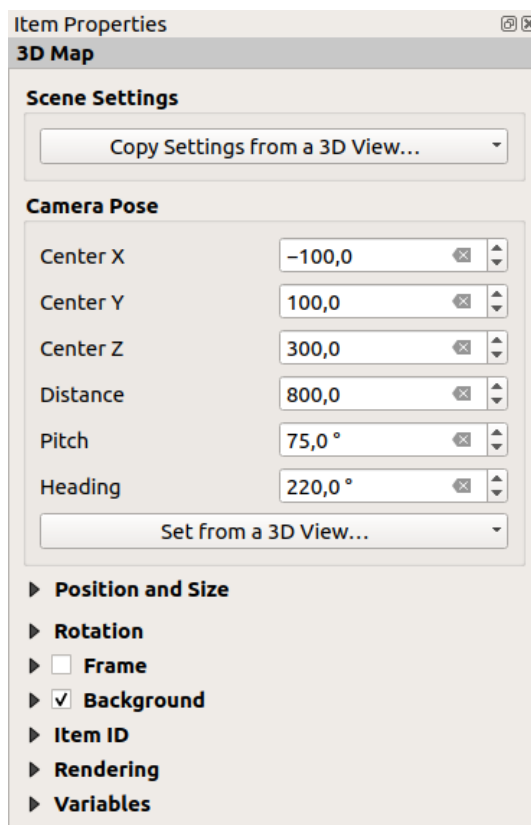 Item Properties
3D Map
Scene Settings
Copy Settings from a 3D View...
Camera Pose
Center X −100,0
Center Y 100,0
Center Z 300,0
Distance 800,0
Pitch 75,0 °
Heading 220,0 °
Set from a 3D View...
Position and Size
Rotation
Frame
Background
Item ID
Rendering
Variables